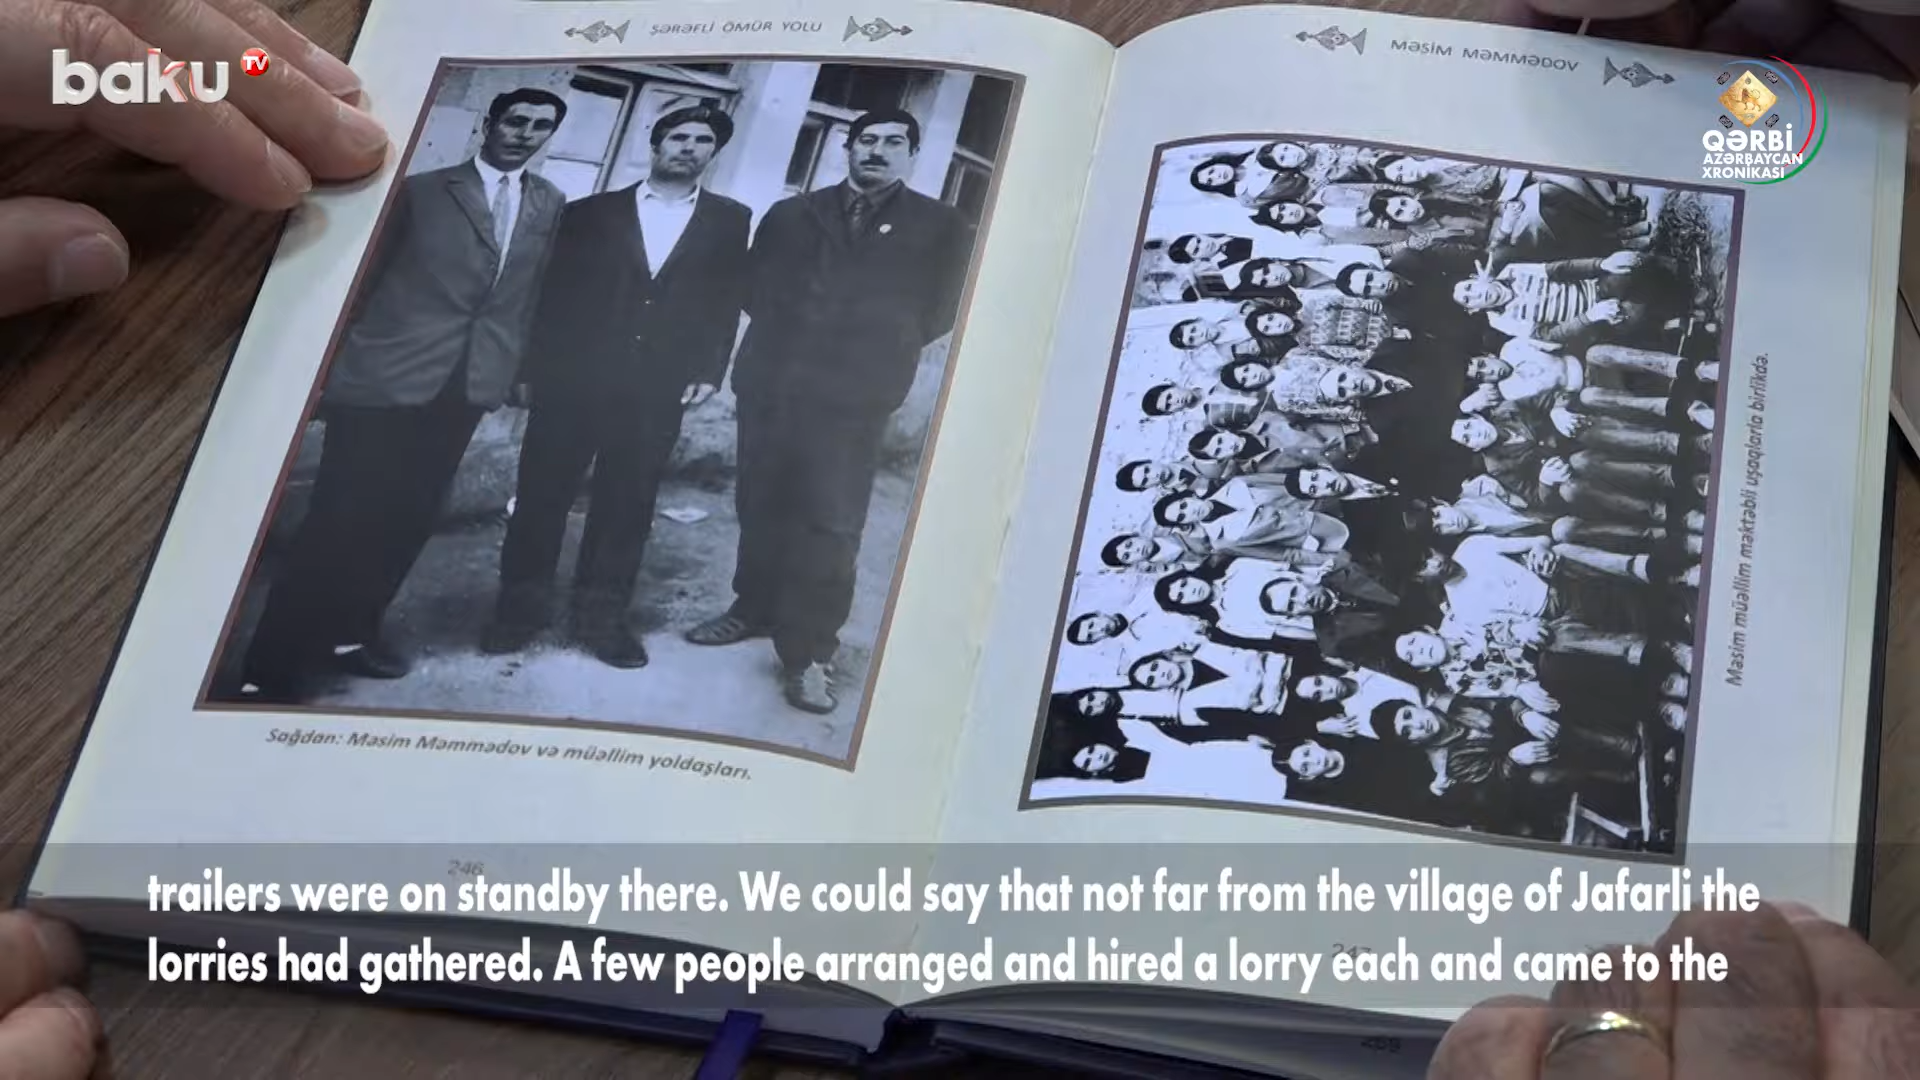 baku TV
ŞƏRƏFLİ ÖMÜR YOLU
MƏSİM MƏMMƏDOV
QƏRBİ
AZƏRBAYCAN
XRONİKASI
Sağdan: Məsim Məmmədov və müəllim yoldaşları.
Məsim müəllim məktəbli uşaqlarla birlikdə.
246
247
trailers were on standby there. We could say that not far from the village of Jafarli the
lorries had gathered. A few people arranged and hired a lorry each and came to the